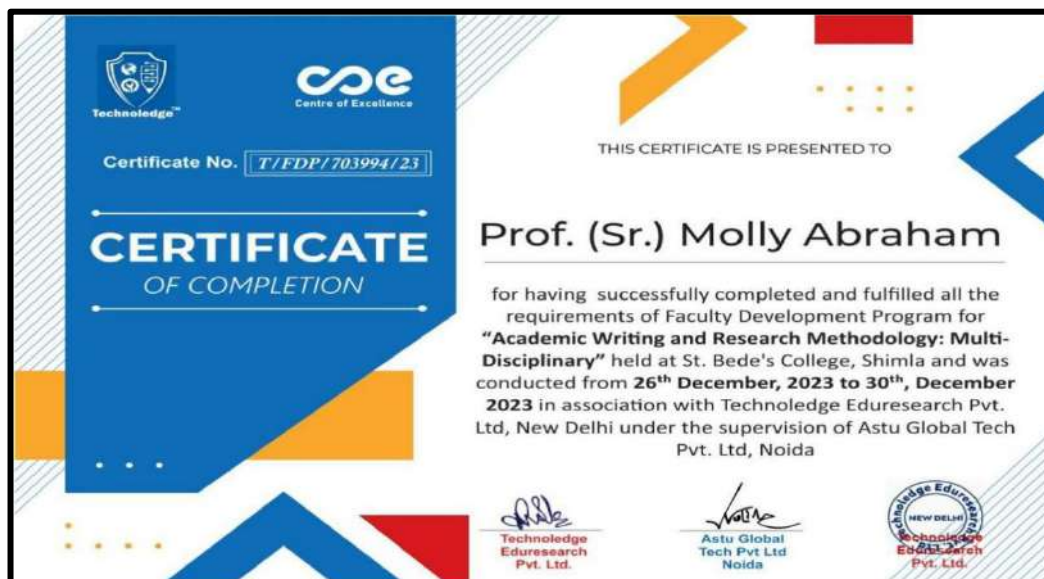 Technoledge™
coe
Centre of Excellence
Certificate No. T/FDP/703994/23
CERTIFICATE
OF COMPLETION
THIS CERTIFICATE IS PRESENTED TO
Prof. (Sr.) Molly Abraham
for having successfully completed and fulfilled all the
requirements of Faculty Development Program for
“Academic Writing and Research Methodology: Multi-
Disciplinary” held at St. Bede's College, Shimla and was
conducted from 26th December, 2023 to 30th, December
2023 in association with Technoledge Eduresearch Pvt.
Ltd, New Delhi under the supervision of Astu Global Tech
Pvt. Ltd, Noida
Technoledge
Eduresearch
Pvt. Ltd.
Astu Global
Tech Pvt Ltd
Noida
Technoledge Eduresearch
NEW DELHI
Technoledge
Eduresearch
Pvt. Ltd.